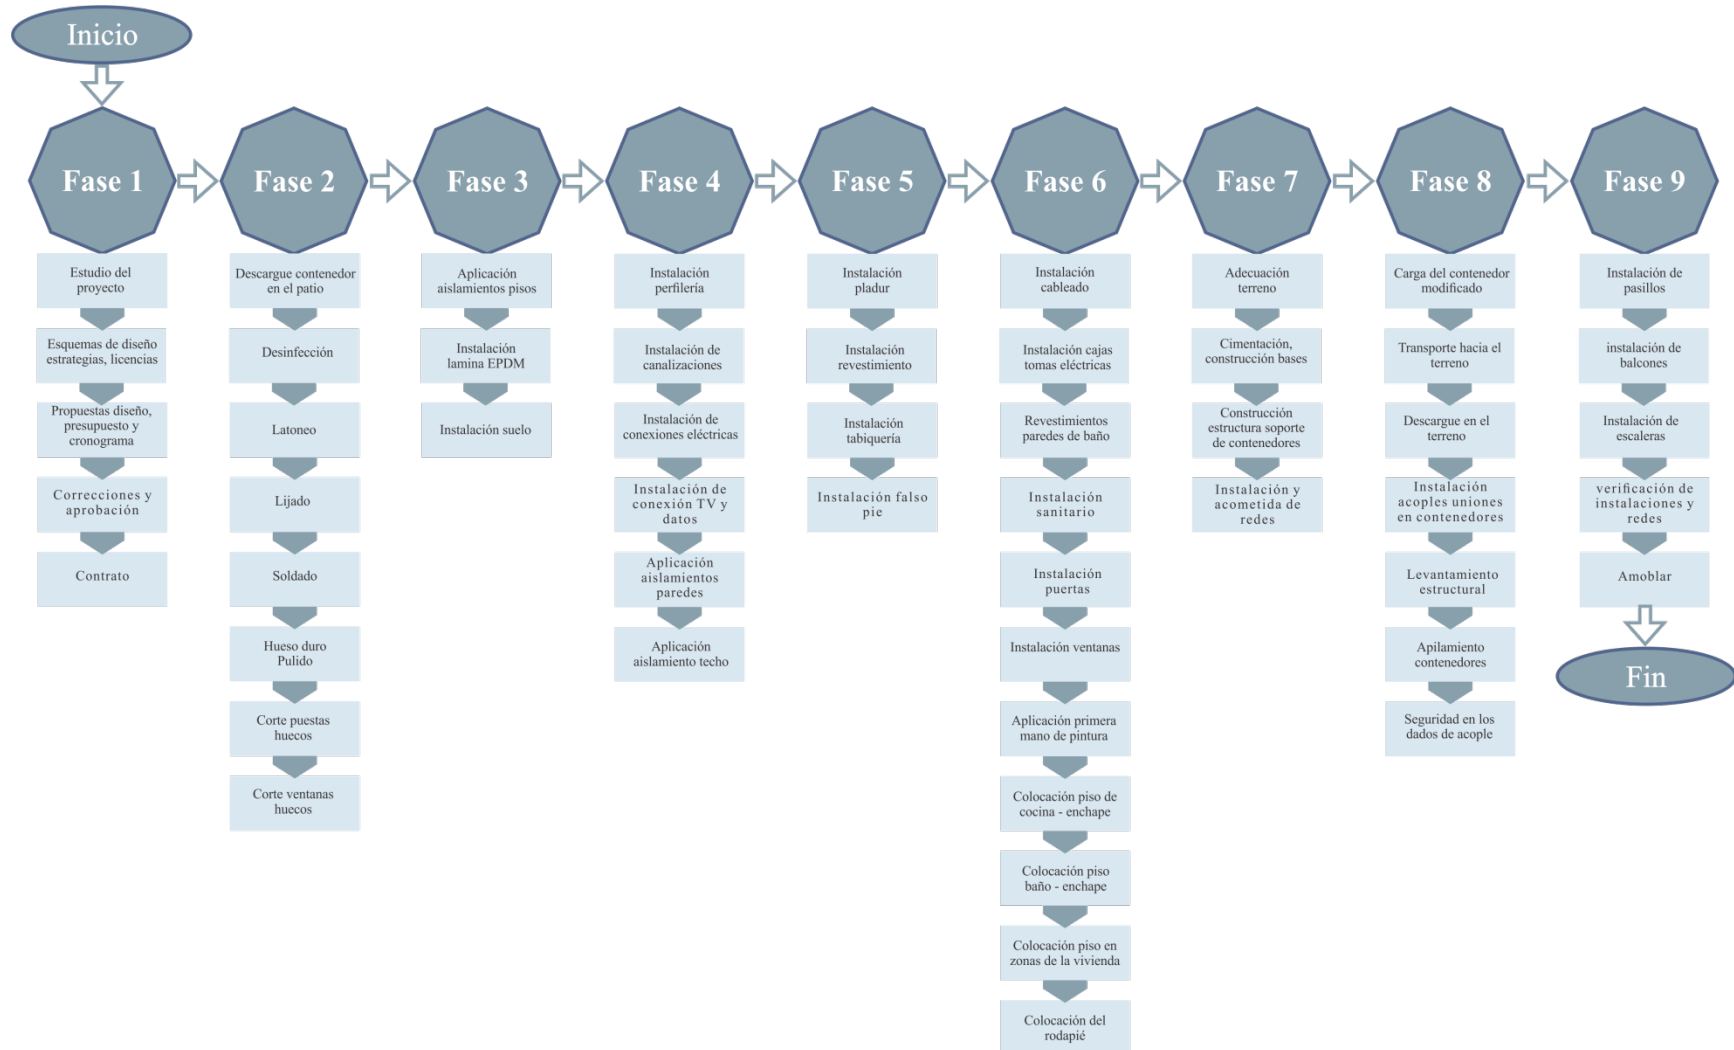 Inicio
Fase 1
Fase 2
Fase 3
Fase 4
Fase 5
Fase 6
Fase 7
Fase 8
Fase 9
Estudio del
proyecto
Esquemas de diseño
estrategias, licencias
Propuestas diseño,
presupuesto y
cronograma
Correcciones y
aprobación
Contrato
Descargue contenedor
en el patio
Desinfección
Latoneo
Lijado
Soldado
Hueso duro
Pulido
Corte puestas
huecos
Corte ventanas
huecos
Aplicación
aislamientos pisos
Instalación
lamina EPDM
Instalación suelo
Instalación
perfilería
Instalación de
canalizaciones
Instalación de
conexiones eléctricas
Instalación de
conexión TV y
datos
Aplicación
aislamientos
paredes
Aplicación
aislamiento techo
Instalación
pladur
Instalación
revestimiento
Instalación
tabiquería
Instalación falso
pie
Instalación
cableado
Instalación cajas
tomas eléctricas
Revestimientos
paredes de baño
Instalación
sanitario
Instalación
puertas
Instalación ventanas
Aplicación primera
mano de pintura
Colocación piso de
cocina - enchape
Colocación piso
baño - enchape
Colocación piso en
zonas de la vivienda
Colocación del
rodapié
Adecuación
terreno
Cimentación,
construcción bases
Construcción
estructura soporte
de contenedores
Instalación y
acometida de
redes
Carga del contenedor
modificado
Transporte hacia el
terreno
Descargue en el
terreno
Instalación
acoples uniones
en contenedores
Levantamiento
estructural
Apilamiento
contenedores
Seguridad en los
dados de acople
Instalación de
pasillos
instalación de
balcones
Instalación de
escaleras
verificación de
instalaciones y
redes
Amoblar
Fin